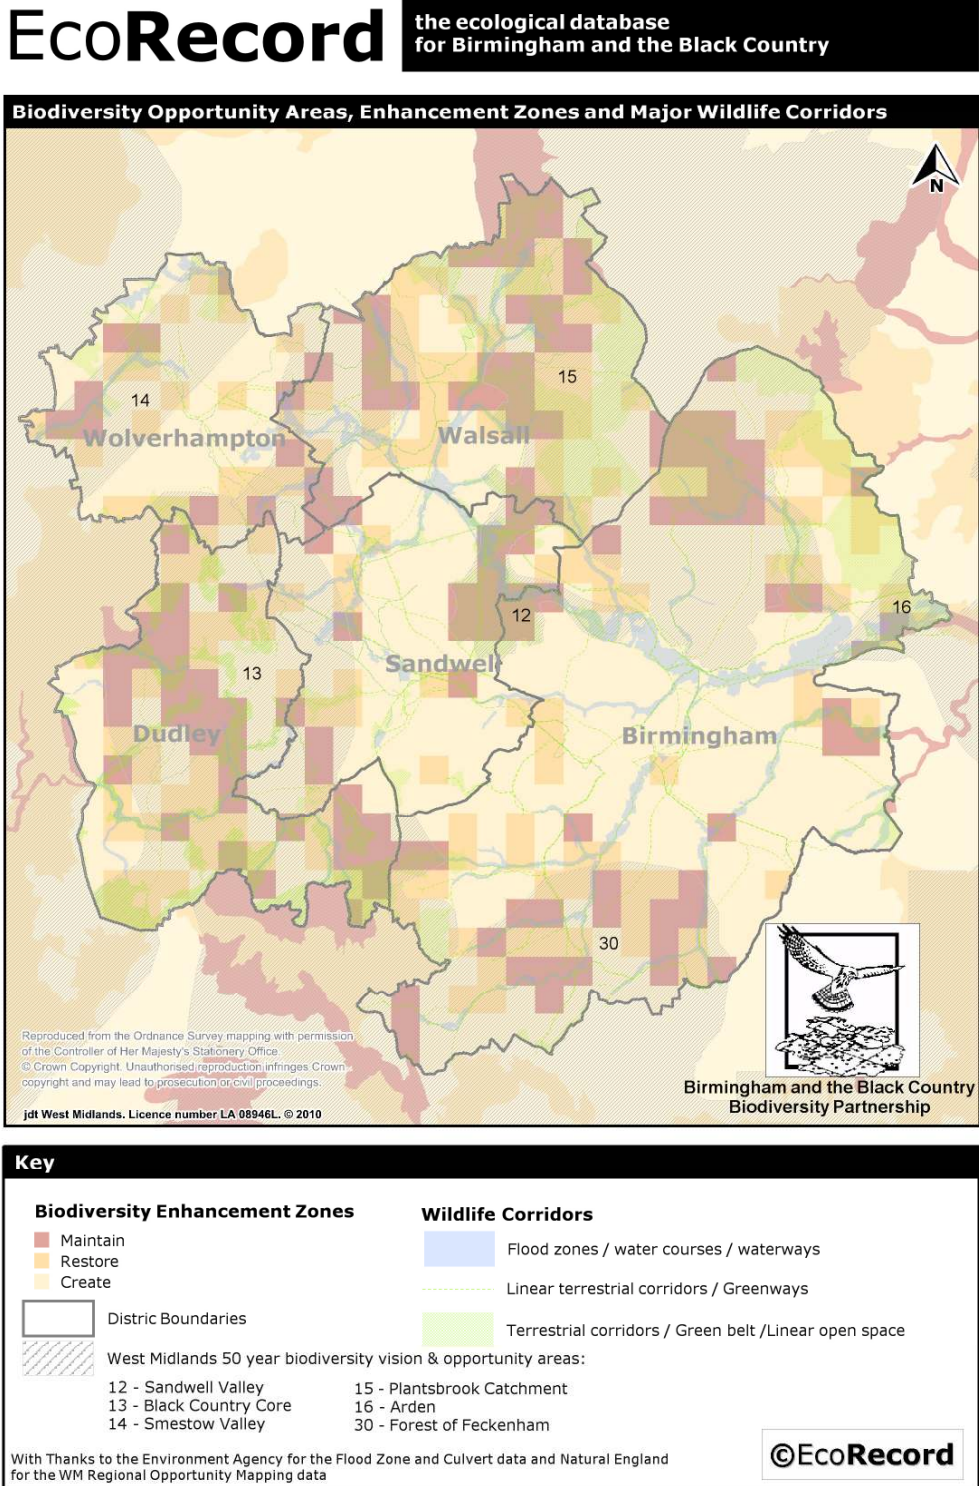 EcoRecord
the ecological database
for Birmingham and the Black Country
Biodiversity Opportunity Areas, Enhancement Zones and Major Wildlife Corridors
N
15
14
Wolverhampton
Walsall
12
16
Sandwell
13
Dudley
Birmingham
30
Reproduced from the Ordnance Survey mapping with permission
of the Controller of Her Majesty's Stationery Office.
© Crown Copyright. Unauthorised reproduction infringes Crown
copyright and may lead to prosecution or civil proceedings.
jdt West Midlands. Licence number LA 08946L. © 2010
Birmingham and the Black Country
Biodiversity Partnership
Key
Biodiversity Enhancement Zones
Maintain
Restore
Create
Distric Boundaries
Wildlife Corridors
Flood zones / water courses / waterways
Linear terrestrial corridors / Greenways
Terrestrial corridors / Green belt /Linear open space
West Midlands 50 year biodiversity vision & opportunity areas:
12 - Sandwell Valley
13 - Black Country Core
14 - Smestow Valley
15 - Plantsbrook Catchment
16 - Arden
30 - Forest of Feckenham
With Thanks to the Environment Agency for the Flood Zone and Culvert data and Natural England
for the WM Regional Opportunity Mapping data
©EcoRecord